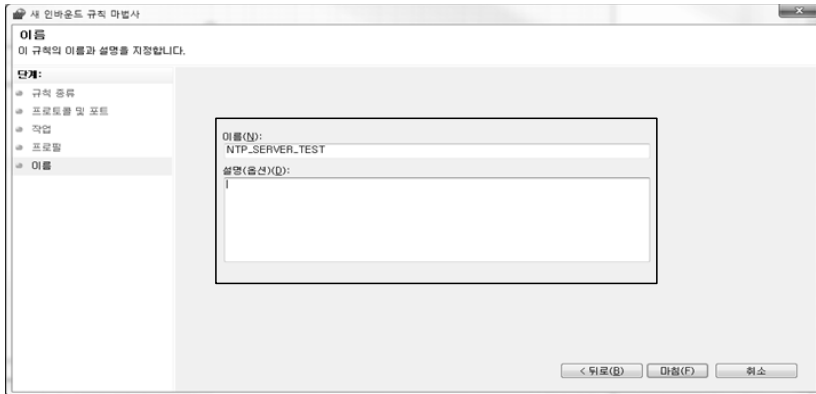 새 인바운드 규칙 마법사
이름
이 규칙의 이름과 설명을 지정합니다.
단계:
규칙 종류
프로토콜 및 포트
작업
프로필
이름
이름(N):
NTP_SERVER_TEST
설명(옵션)(D):
< 뒤로(B)
마침(F)
취소